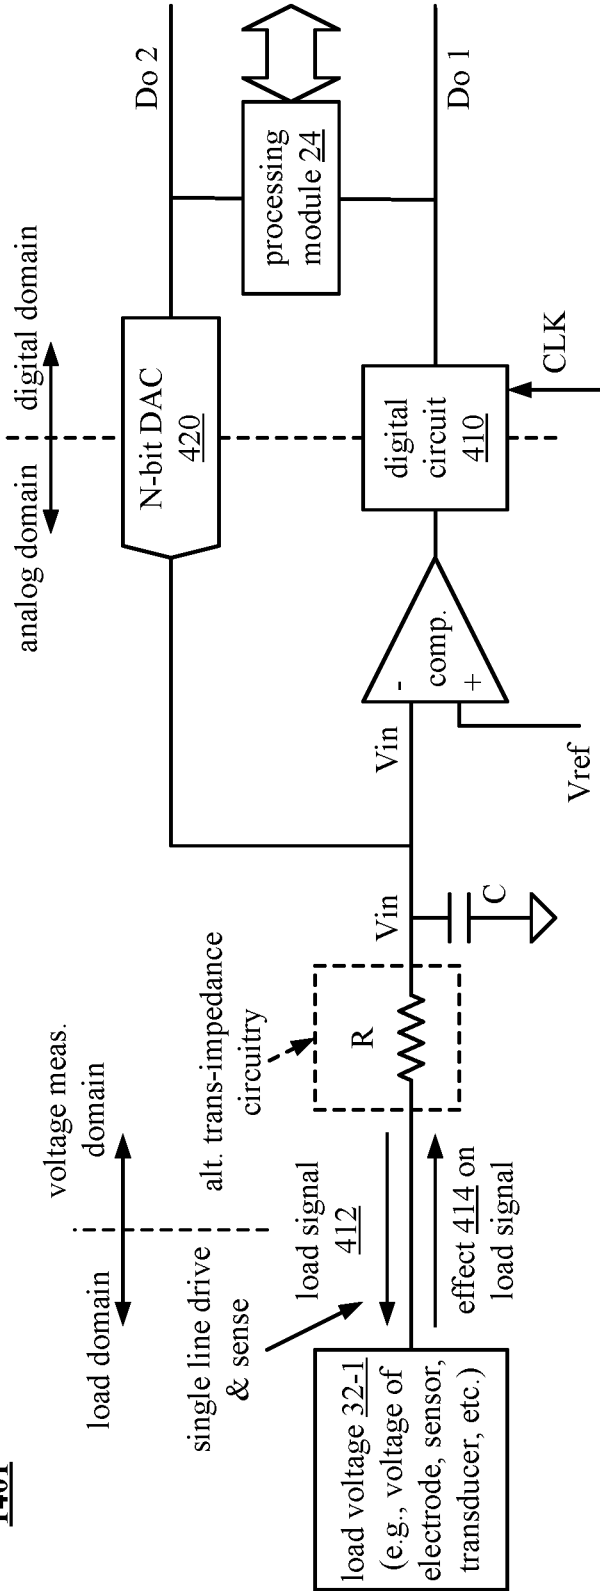 analog domain
digital domain
load domain
voltage meas.
domain
N-bit DAC
420
Do 2
single line drive
& sense
alt. trans-impedance
circuitry
processing
module 24
load signal
412
R
load voltage 32-1
(e.g., voltage of
electrode, sensor,
transducer, etc.)
effect 414 on
load signal
Vin
C
Vin
-
comp.
+
Vref
digital
circuit
410
CLK
Do 1